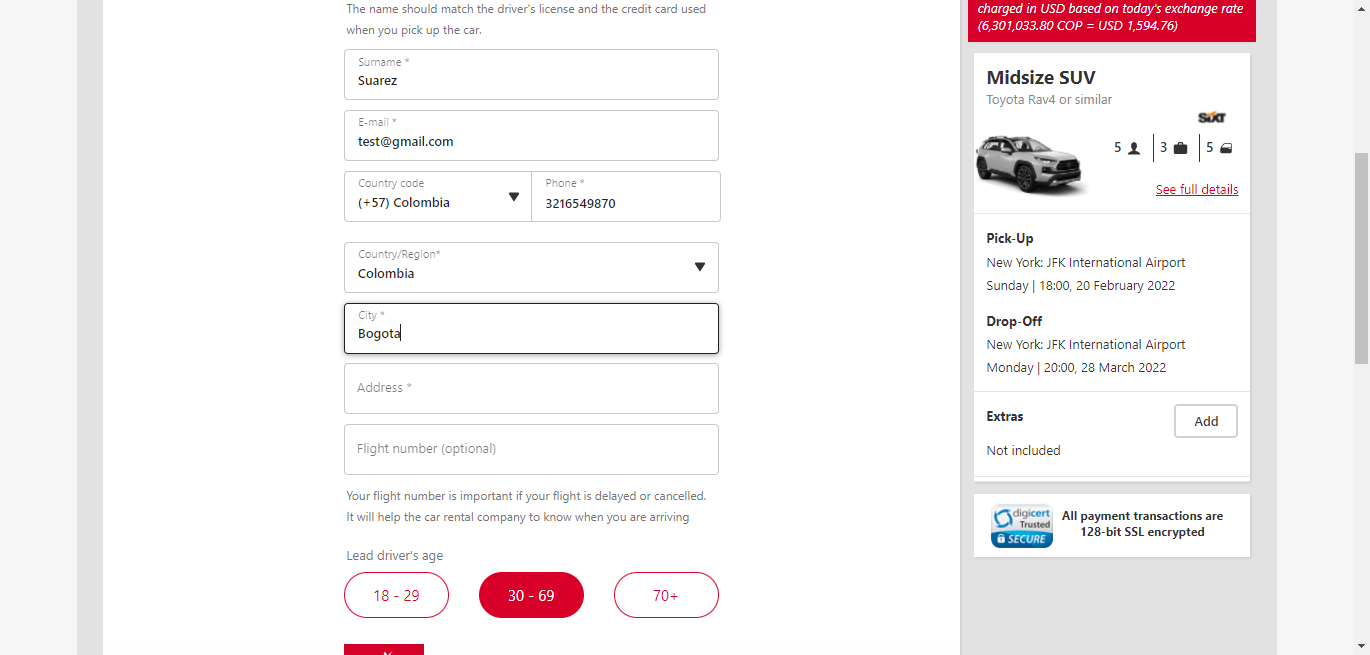 The name should match the driver's license and the credit card used
when you pick up the car.
Surname *
Suarez
E-mail *
test@gmail.com
Country code
(+57) Colombia
Phone *
3216549870
Country/Region*
Colombia
City *
Bogota
Address *
Flight number (optional)
Your flight number is important if your flight is delayed or cancelled.
It will help the car rental company to know when you are arriving
Lead driver's age
18 - 29
30 - 69
70+
charged in USD based on today's exchange rate
(6,301,033.80 COP = USD 1,594.76)
Midsize SUV
Toyota Rav4 or similar
SIXT
5
3
5
See full details
Pick-Up
New York: JFK International Airport
Sunday | 18:00, 20 February 2022
Drop-Off
New York: JFK International Airport
Monday | 20:00, 28 March 2022
Extras
Add
Not included
digicert
Trusted
SECURE
All payment transactions are
128-bit SSL encrypted